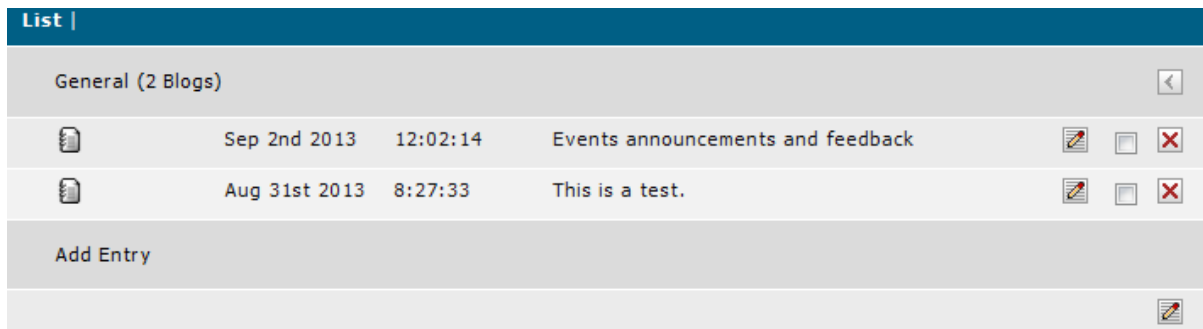 List |
General (2 Blogs)
Sep 2nd 2013 12:02:14 Events announcements and feedback
Aug 31st 2013 8:27:33 This is a test.
Add Entry